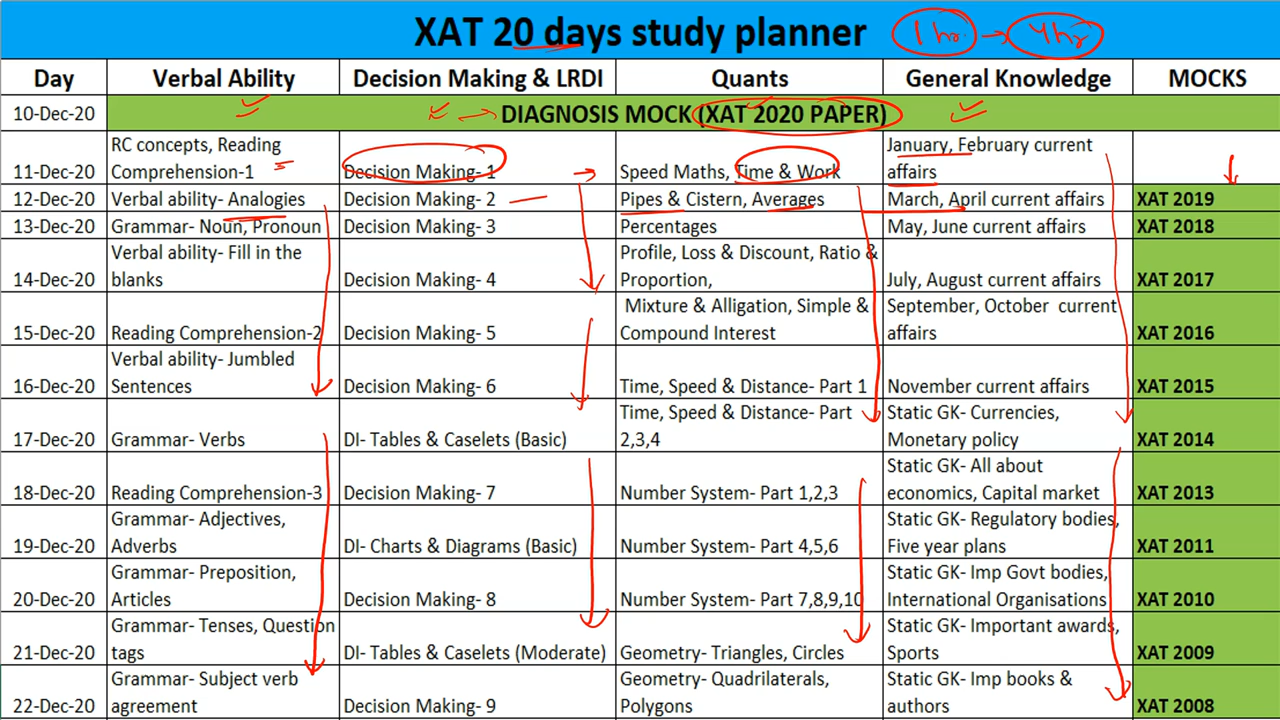 XAT 20 days study planner 1 hr. → 4 hr
Day Verbal Ability Decision Making & LRDI Quants General Knowledge MOCKS
10-Dec-20 DIAGNOSIS MOCK (XAT 2020 PAPER)
RC concepts, Reading January, February current
11-Dec-20 Comprehension-1 Decision Making- 1 Speed Maths, Time & Work affairs
12-Dec-20 Verbal ability- Analogies Decision Making- 2 Pipes & Cistern, Averages March, April current affairs XAT 2019
13-Dec-20 Grammar- Noun, Pronoun Decision Making- 3 Percentages May, June current affairs XAT 2018
Verbal ability- Fill in the Profit, Loss & Discount, Ratio &
14-Dec-20 blanks Decision Making- 4 Proportion, July, August current affairs XAT 2017
Mixture & Alligation, Simple & September, October current
15-Dec-20 Reading Comprehension-2 Decision Making- 5 Compound Interest affairs XAT 2016
Verbal ability- Jumbled
16-Dec-20 Sentences Decision Making- 6 Time, Speed & Distance- Part 1 November current affairs XAT 2015
Time, Speed & Distance- Part Static GK- Currencies,
17-Dec-20 Grammar- Verbs DI- Tables & Caselets (Basic) 2,3,4 Monetary policy XAT 2014
Static GK- All about
18-Dec-20 Reading Comprehension-3 Decision Making- 7 Number System- Part 1,2,3 economics, Capital market XAT 2013
Grammar- Adjectives, Static GK- Regulatory bodies,
19-Dec-20 Adverbs DI- Charts & Diagrams (Basic) Number System- Part 4,5,6 Five year plans XAT 2011
Grammar- Preposition, Static GK- Imp Govt bodies,
20-Dec-20 Articles Decision Making- 8 Number System- Part 7,8,9,10 International Organisations XAT 2010
Grammar- Tenses, Question Static GK- Important awards,
21-Dec-20 tags DI- Tables & Caselets (Moderate) Geometry- Triangles, Circles Sports XAT 2009
Grammar- Subject verb Geometry- Quadrilaterals, Static GK- Imp books &
22-Dec-20 agreement Decision Making- 9 Polygons authors XAT 2008